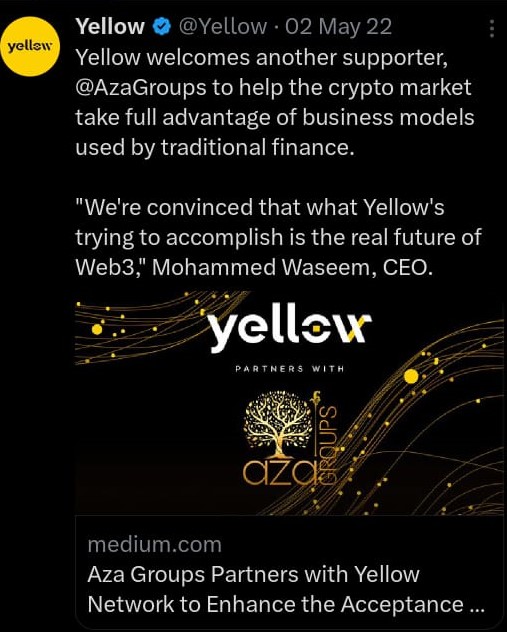 yellow
Yellow @Yellow · 02 May 22
Yellow welcomes another supporter,
@AzaGroups to help the crypto market
take full advantage of business models
used by traditional finance.
"We're convinced that what Yellow's
trying to accomplish is the real future of
Web3," Mohammed Waseem, CEO.
yellow
PARTNERS WITH
aza
GROUPS
medium.com
Aza Groups Partners with Yellow
Network to Enhance the Acceptance ...